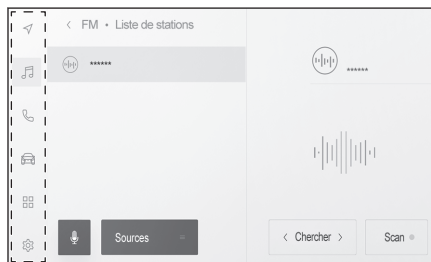 < FM • Liste de stations
******
******
Sources
< Chercher >
Scan